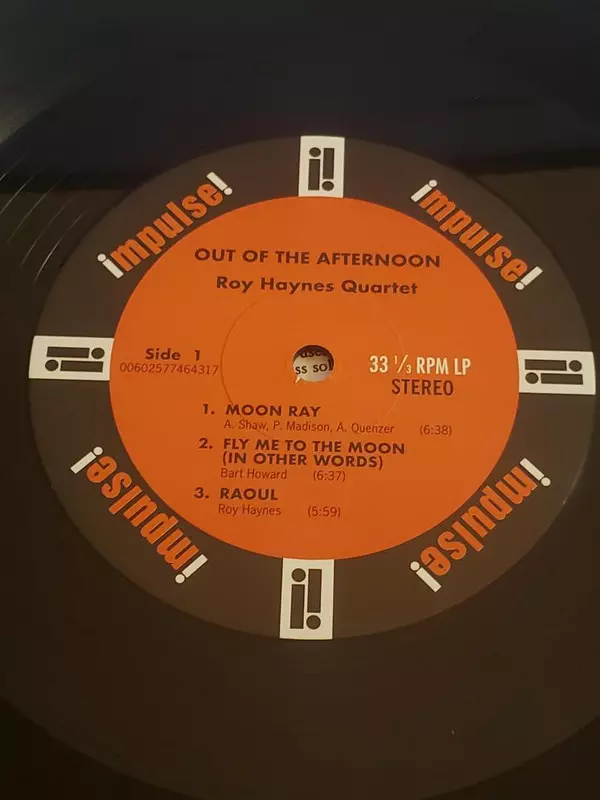 impulse!
impulse!
OUT OF THE AFTERNOON
Roy Haynes Quartet
Side 1
00602577464317
33 1/3 RPM LP
STEREO
ss so
1. MOON RAY
A. Shaw, P. Madison, A. Quenzer (6:38)
2. FLY ME TO THE MOON
(IN OTHER WORDS)
Bart Howard (6:37)
3. RAOUL
Roy Haynes (5:59)
impulse!
impulse!